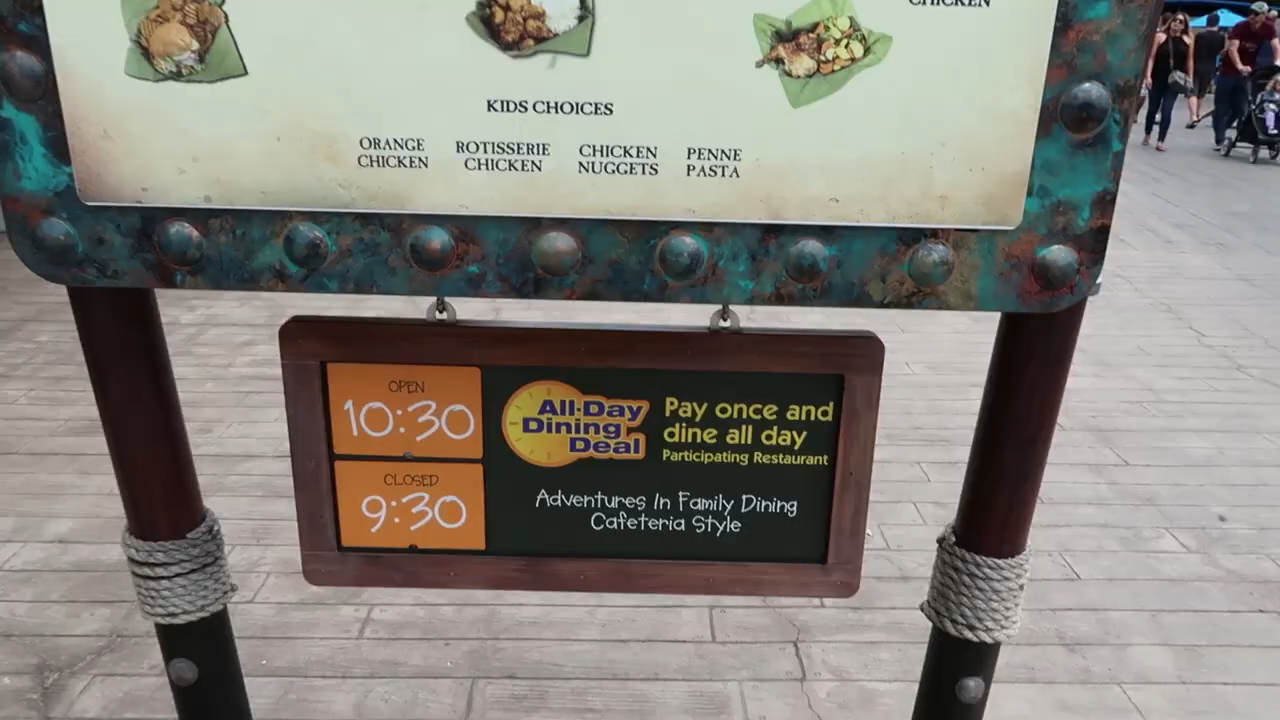 CHICKEN
KIDS CHOICES
ORANGE
CHICKEN
ROTISSERIE
CHICKEN
CHICKEN
NUGGETS
PENNE
PASTA
OPEN
10:30
CLOSED
9:30
All-Day
Dining
Deal
Pay once and
dine all day
Participating Restaurant
Adventures In Family Dining
Cafeteria Style